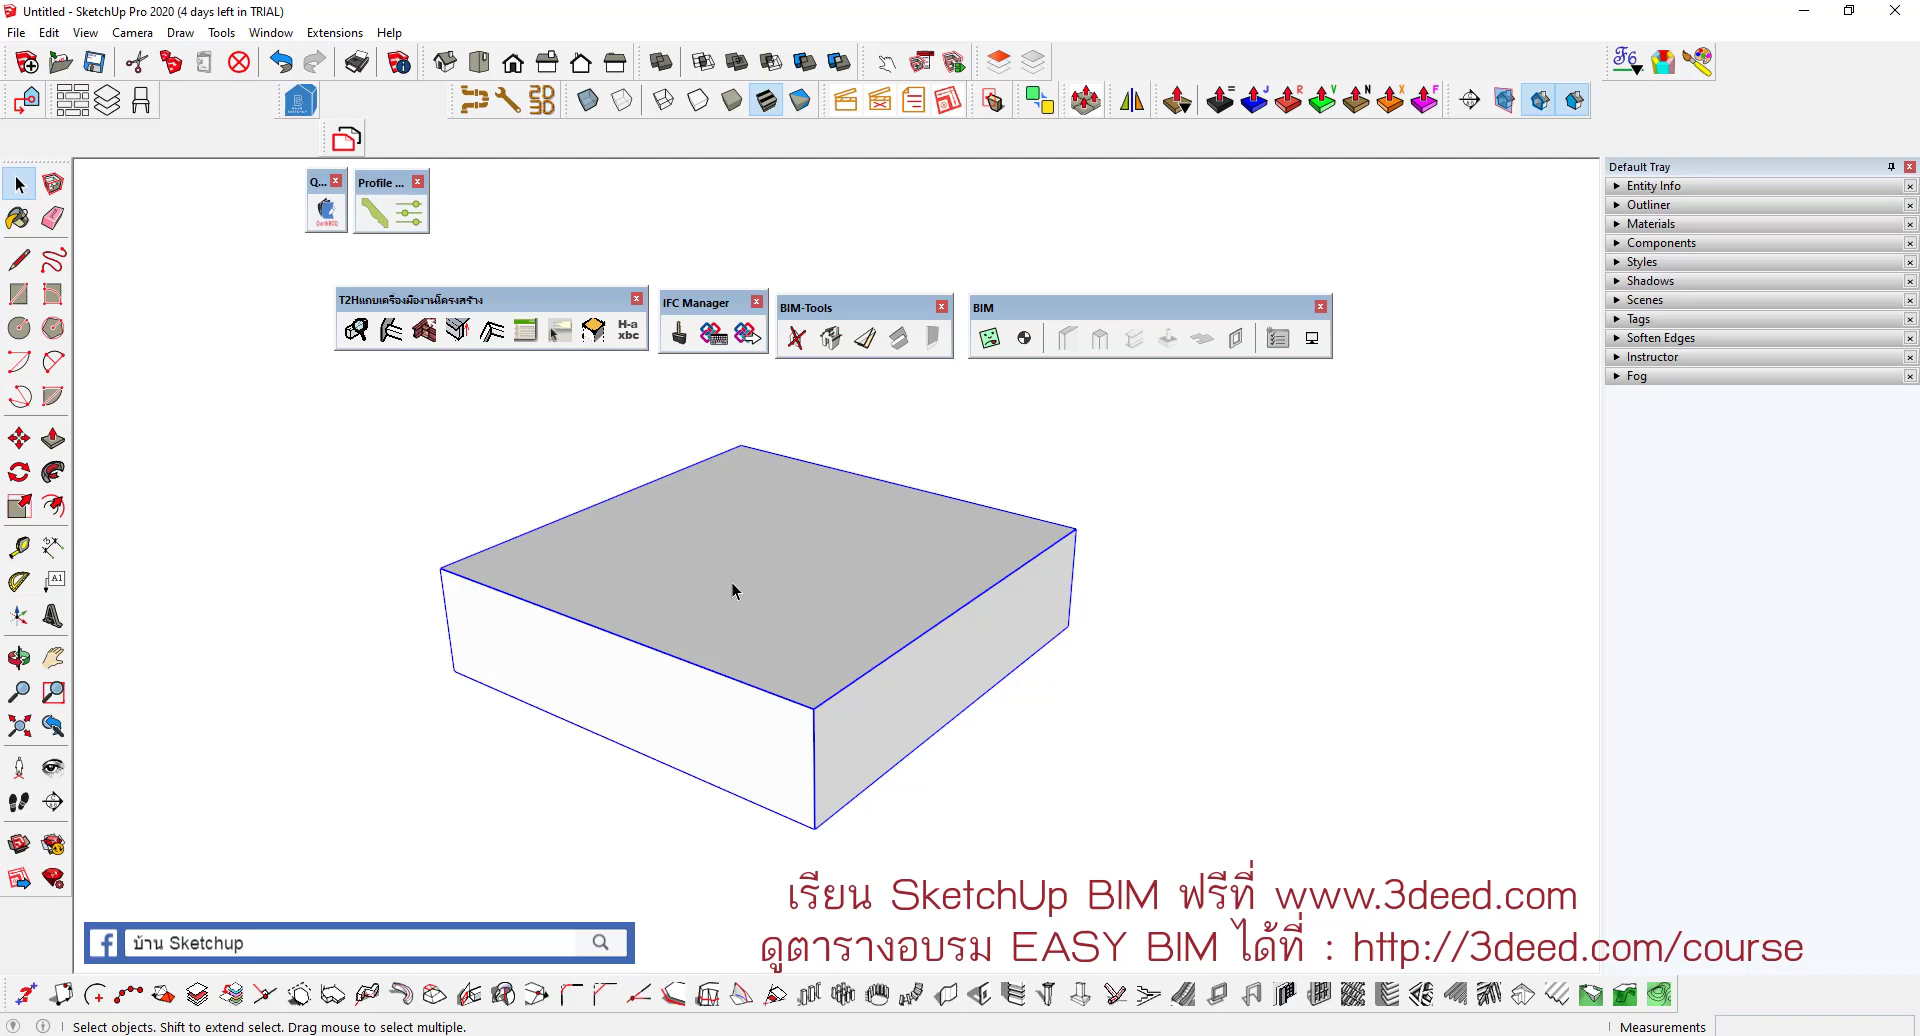 Untitled - SketchUp Pro 2020 (4 days left in TRIAL)
File Edit View Camera Draw Tools Window Extensions Help
F6
2D
3D
= J R V N X F
Default Tray
Entity Info
Outliner
Materials
Components
Styles
Shadows
Scenes
Tags
Soften Edges
Instructor
Fog
Q... Profile ...
T2Hแถบเครื่องมืองานโครงสร้าง IFC Manager BIM-Tools BIM
H-a
xbc
A1
เรียน SketchUp BIM ฟรีที่ www.3deed.com
ดูตารางอบรม EASY BIM ได้ที่ : http://3deed.com/course
f บ้าน Sketchup
Select objects. Shift to extend select. Drag mouse to select multiple. Measurements